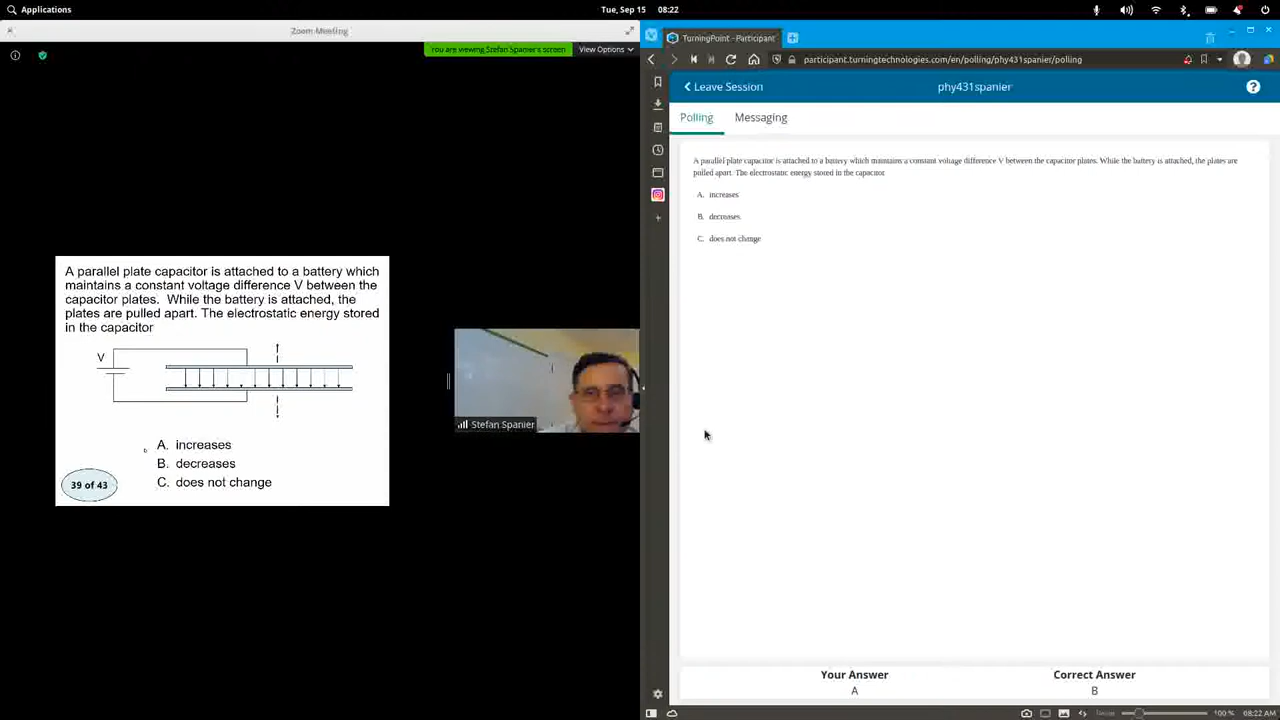 Applications
Tue, Sep 15 08:22
Zoom Meeting
You are viewing Stefan Spanier's screen
View Options
A parallel plate capacitor is attached to a battery which
maintains a constant voltage difference V between the
capacitor plates. While the battery is attached, the
plates are pulled apart. The electrostatic energy stored
in the capacitor
V
A. increases
B. decreases
C. does not change
39 of 43
Stefan Spanier
TurningPoint - Participant
participant.turningtechnologies.com/en/polling/phy431spanier/polling
Leave Session
phy431spanier
?
Polling
Messaging
A parallel plate capacitor is attached to a battery which maintains a constant voltage difference V between the capacitor plates. While the battery is attached, the plates are
pulled apart. The electrostatic energy stored in the capacitor
A. increases
B. decreases
C. does not change
Your Answer
Correct Answer
A
B
100 %
08:22 AM